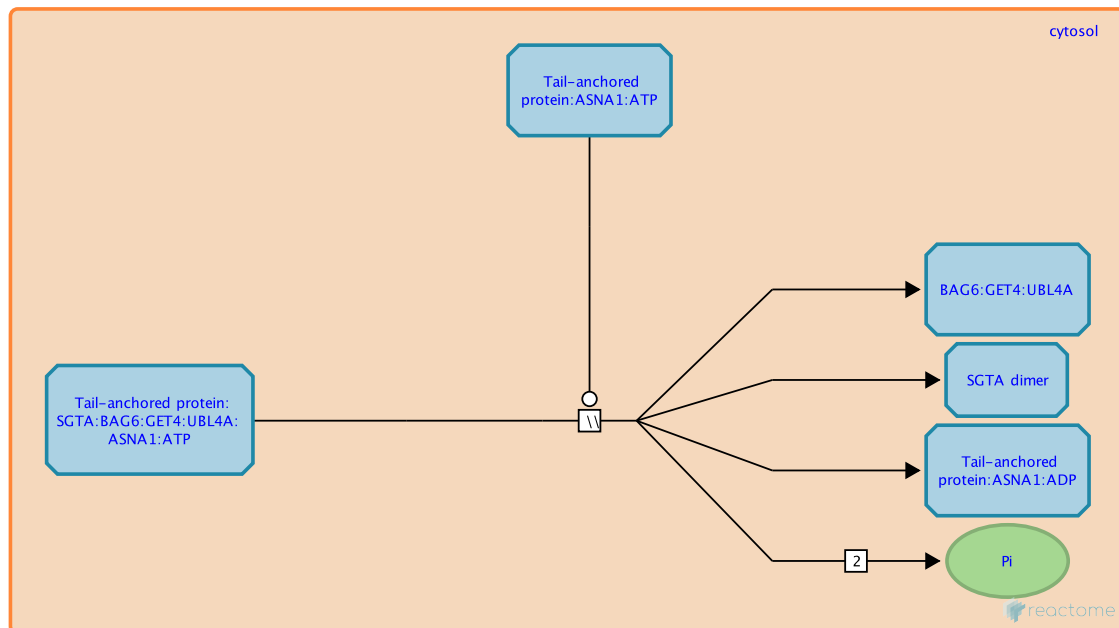 cytosol
Tail-anchored
protein:ASNA1:ATP
BAG6:GET4:UBL4A
Tail-anchored protein:
SGTA:BAG6:GET4:UBL4A:
ASNA1:ATP
\\
SGTA dimer
Tail-anchored
protein:ASNA1:ADP
2
Pi
reactome